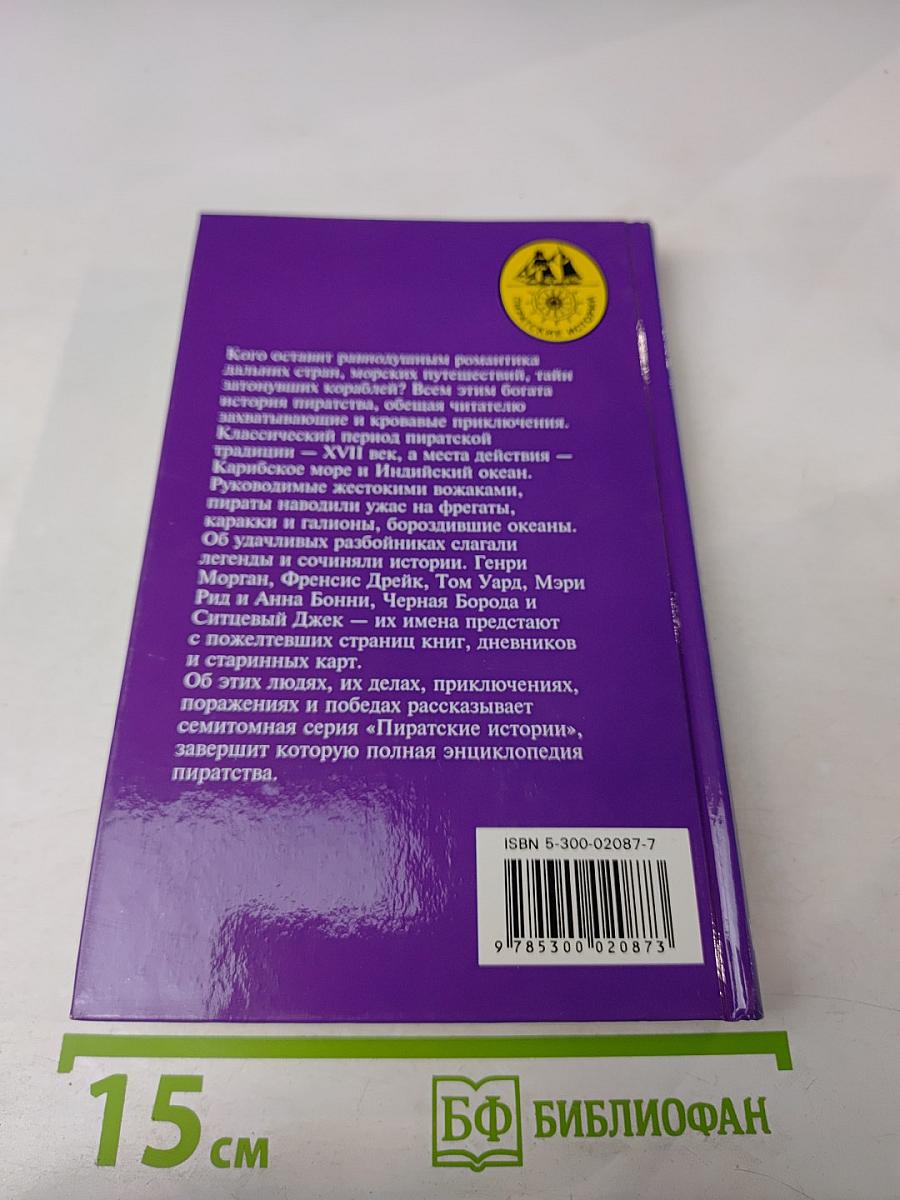 ПИРАТСКИЕ ИСТОРИИ
Кого оставит равнодушным романтика
дальних стран, морских путешествий, тайн
затонувших кораблей? Всем этим богата
история пиратства, обещая читателю
захватывающие и кровавые приключения.
Классический период пиратской
традиции — XVII век, а места действия —
Карибское море и Индийский океан.
Руководимые жестокими вожаками,
пираты наводили ужас на фрегаты,
каракки и галионы, бороздившие океаны.
Об удачливых разбойниках слагали
легенды и сочиняли истории. Генри
Морган, Френсис Дрейк, Том Уард, Мэри
Рид и Анна Бонни, Черная Борода и
Ситцевый Джек — их имена предстают
с пожелтевших страниц книг, дневников
и старинных карт.
Об этих людях, их делах, приключениях,
поражениях и победах рассказывает
семитомная серия «Пиратские истории»,
завершит которую полная энциклопедия
пиратства.
ISBN 5-300-02087-7
9 785300 020873
15 см
БФ БИБЛИОФАН